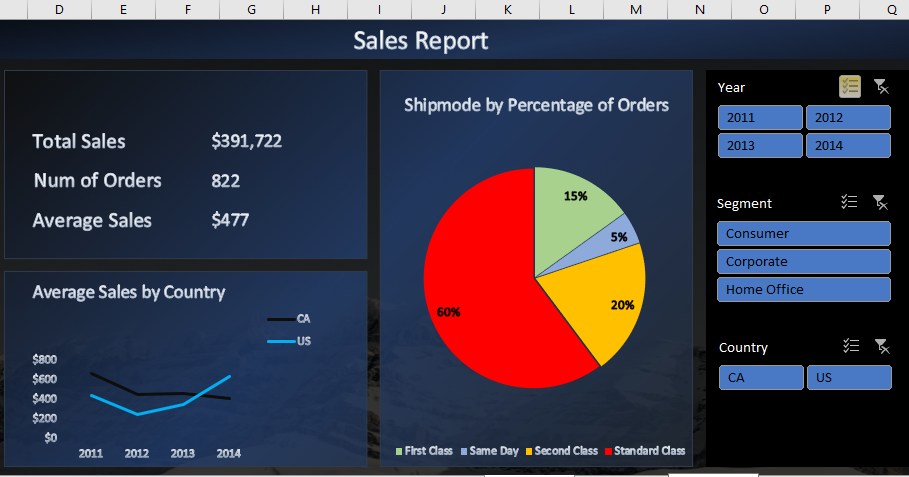 D E F G H I J K L M N O P Q
Sales Report
Total Sales $391,722
Num of Orders 822
Average Sales $477
Average Sales by Country
CA
US
$800
$600
$400
$200
$0
2011 2012 2013 2014
Shipmode by Percentage of Orders
15%
5%
20%
60%
First Class Same Day Second Class Standard Class
Year
2011 2012
2013 2014
Segment
Consumer
Corporate
Home Office
Country
CA US